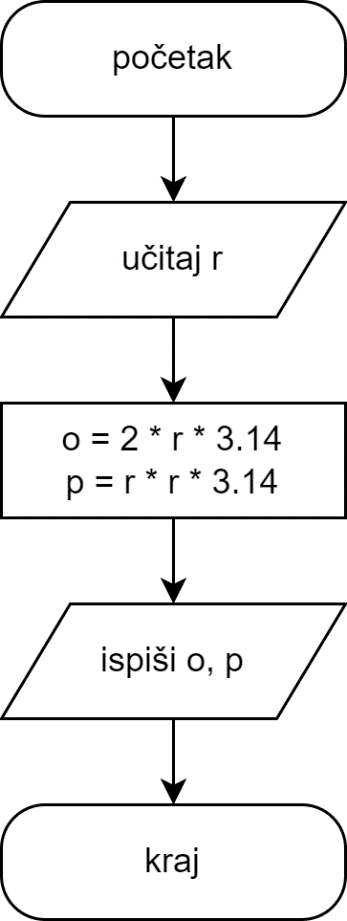 početak
učitaj r
o = 2 * r * 3.14
p = r * r * 3.14
ispiši o, p
kraj